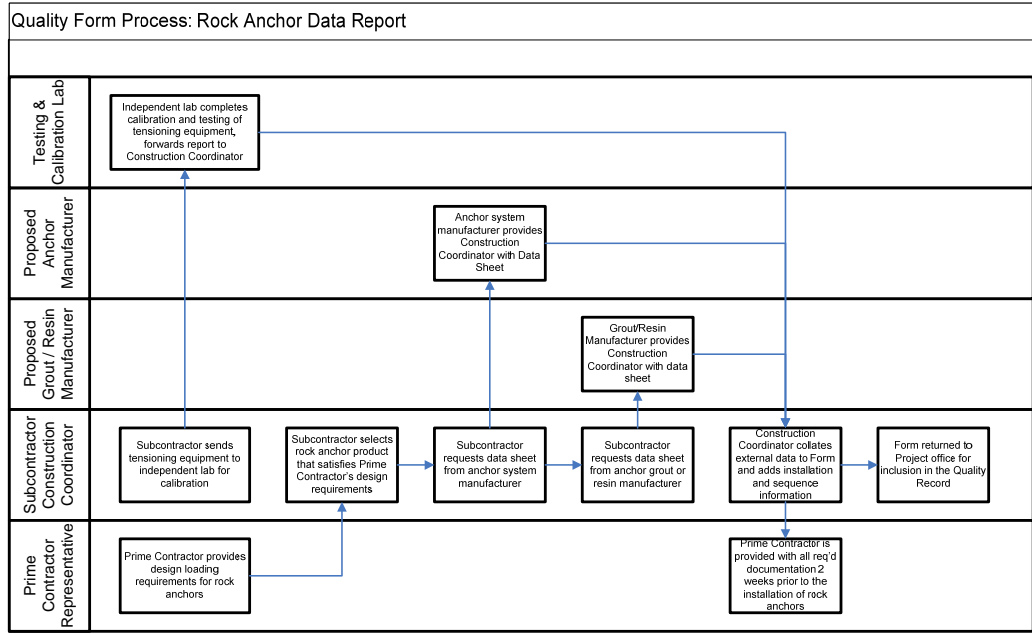 Quality Form Process: Rock Anchor Data Report
Testing &
Calibration Lab
Independent lab completes
calibration and testing of
tensioning equipment,
forwards report to
Construction Coordinator
Proposed
Anchor
Manufacturer
Anchor system
manufacturer provides
Construction
Coordinator with Data
Sheet
Proposed
Grout / Resin
Manufacturer
Grout/Resin
Manufacturer provides
Construction
Coordinator with data
sheet
Subcontractor
Construction
Coordinator
Subcontractor sends
tensioning equipment to
independent lab for
calibration
Subcontractor selects
rock anchor product
that satisfies Prime
Contractor's design
requirements
Subcontractor
requests data sheet
from anchor system
manufacturer
Subcontractor
requests data sheet
from anchor grout or
resin manufacturer
Construction
Coordinator collates
external data to Form
and adds installation
and sequence
information
Form returned to
Project office for
inclusion in the Quality
Record
Prime
Contractor
Representative
Prime Contractor provides
design loading
requirements for rock
anchors
Prime Contractor is
provided with all req'd
documentation 2
weeks prior to the
installation of rock
anchors